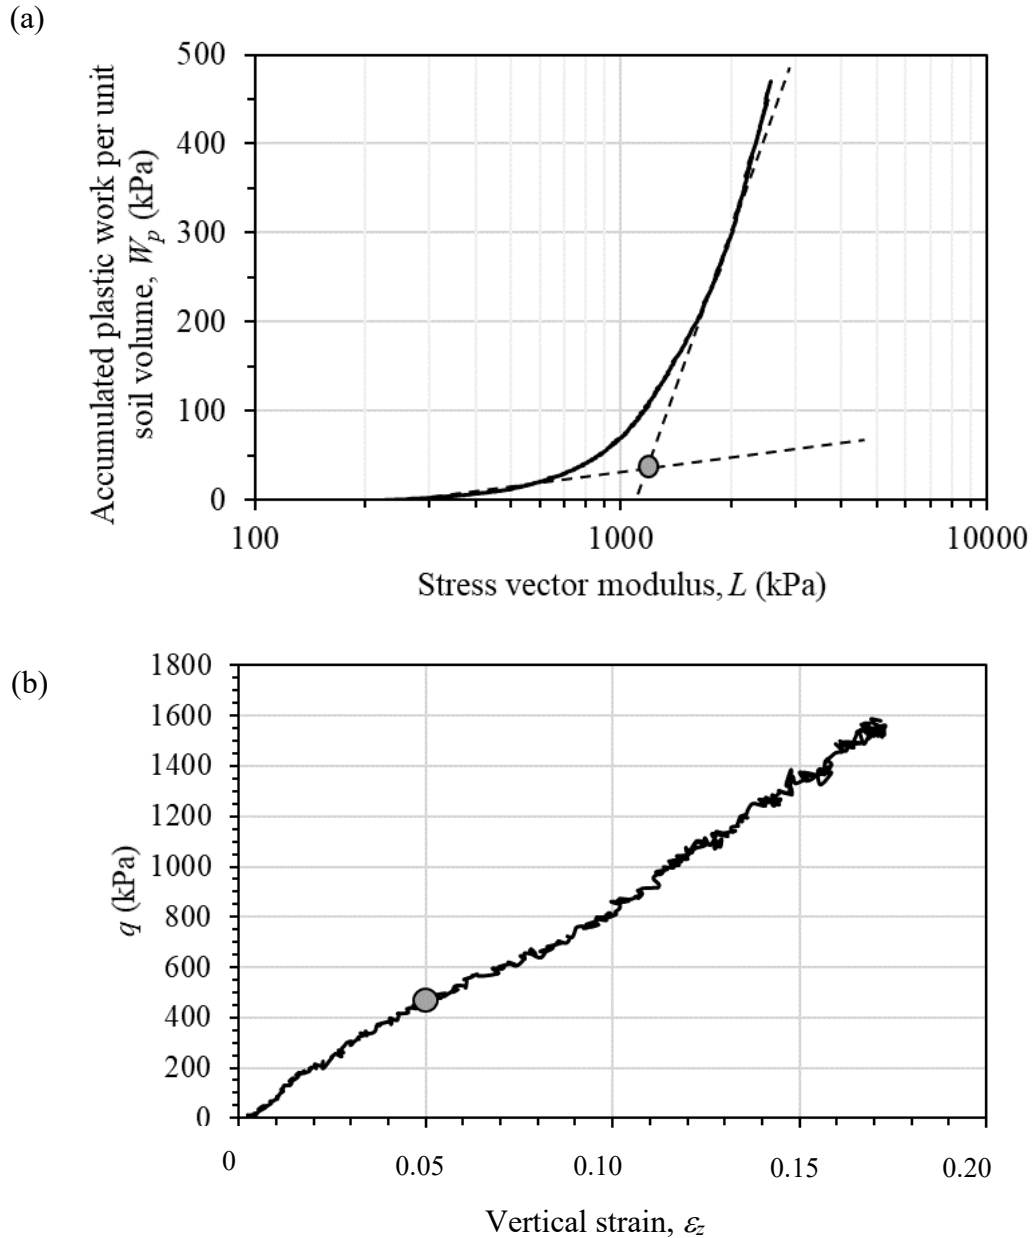 (a)
Accumulated plastic work per unit
soil volume, Wp (kPa)
500
400
300
200
100
0
100 1000 10000
Stress vector modulus, L (kPa)
(b)
q (kPa)
1800
1600
1400
1200
1000
800
600
400
200
0
0 0.05 0.10 0.15 0.20
Vertical strain, εz